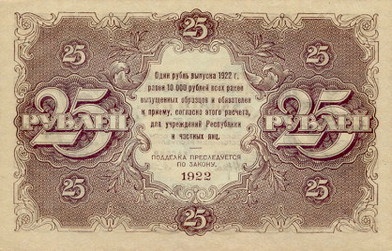 25
25
Один рубль выпуска 1922 г.
равен 10 000 рублей всех ранее
выпущенных образцов и обязателен
к приему, согласно этого расчета,
для учреждений Республики
и частных лиц.
25
РУБЛЕЙ
25
РУБЛЕЙ
ПОДДЕЛКА ПРЕСЛЕДУЕТСЯ
ПО ЗАКОНУ.
1922
25
25